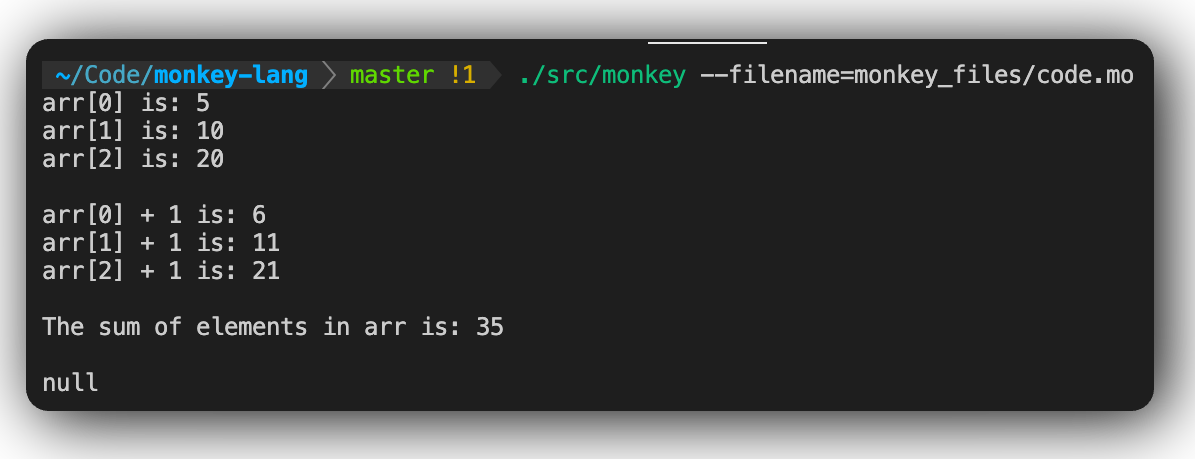 ~/Code/monkey-lang master !1 ./src/monkey --filename=monkey_files/code.mo
arr[0] is: 5
arr[1] is: 10
arr[2] is: 20
arr[0] + 1 is: 6
arr[1] + 1 is: 11
arr[2] + 1 is: 21
The sum of elements in arr is: 35
null